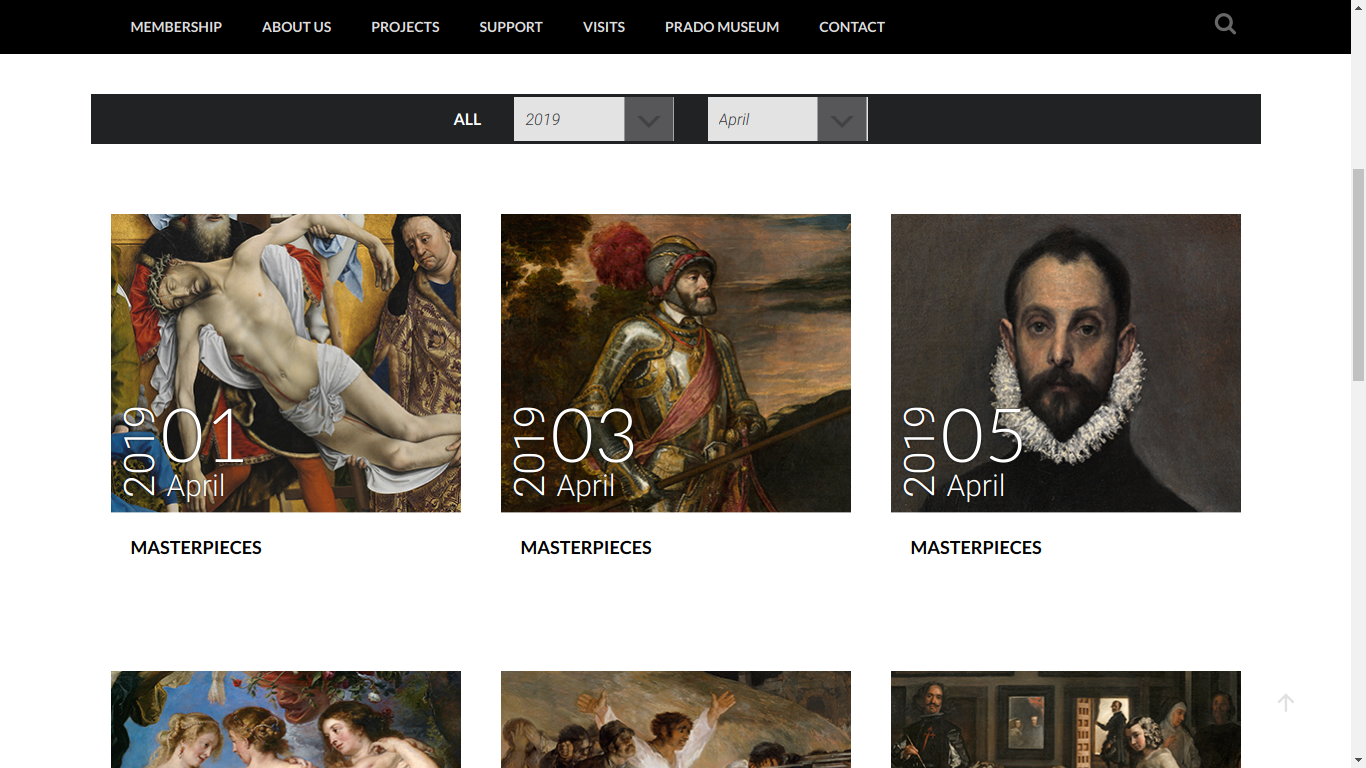 MEMBERSHIP ABOUT US PROJECTS SUPPORT VISITS PRADO MUSEUM CONTACT
ALL 2019 April
2019 01 April
MASTERPIECES
2019 03 April
MASTERPIECES
2019 05 April
MASTERPIECES